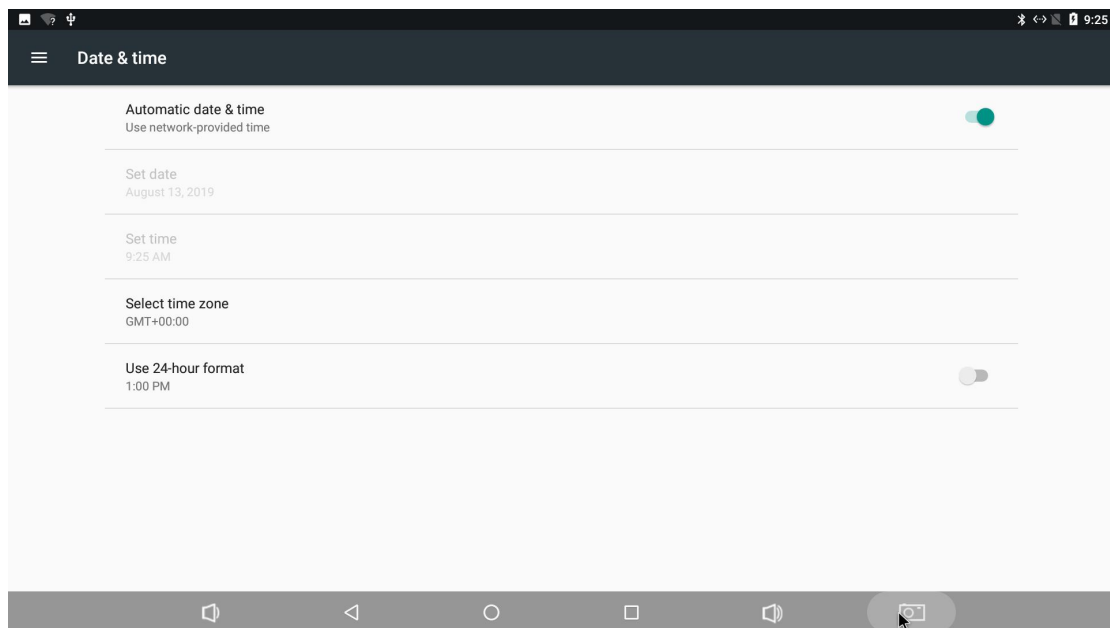 9:25
Date & time
Automatic date & time
Use network-provided time
Set date
August 13, 2019
Set time
9:25 AM
Select time zone
GMT+00:00
Use 24-hour format
1:00 PM